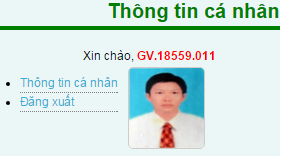 Thông tin cá nhân
Xin chào, GV.18559.011
Thông tin cá nhân
Đăng xuất